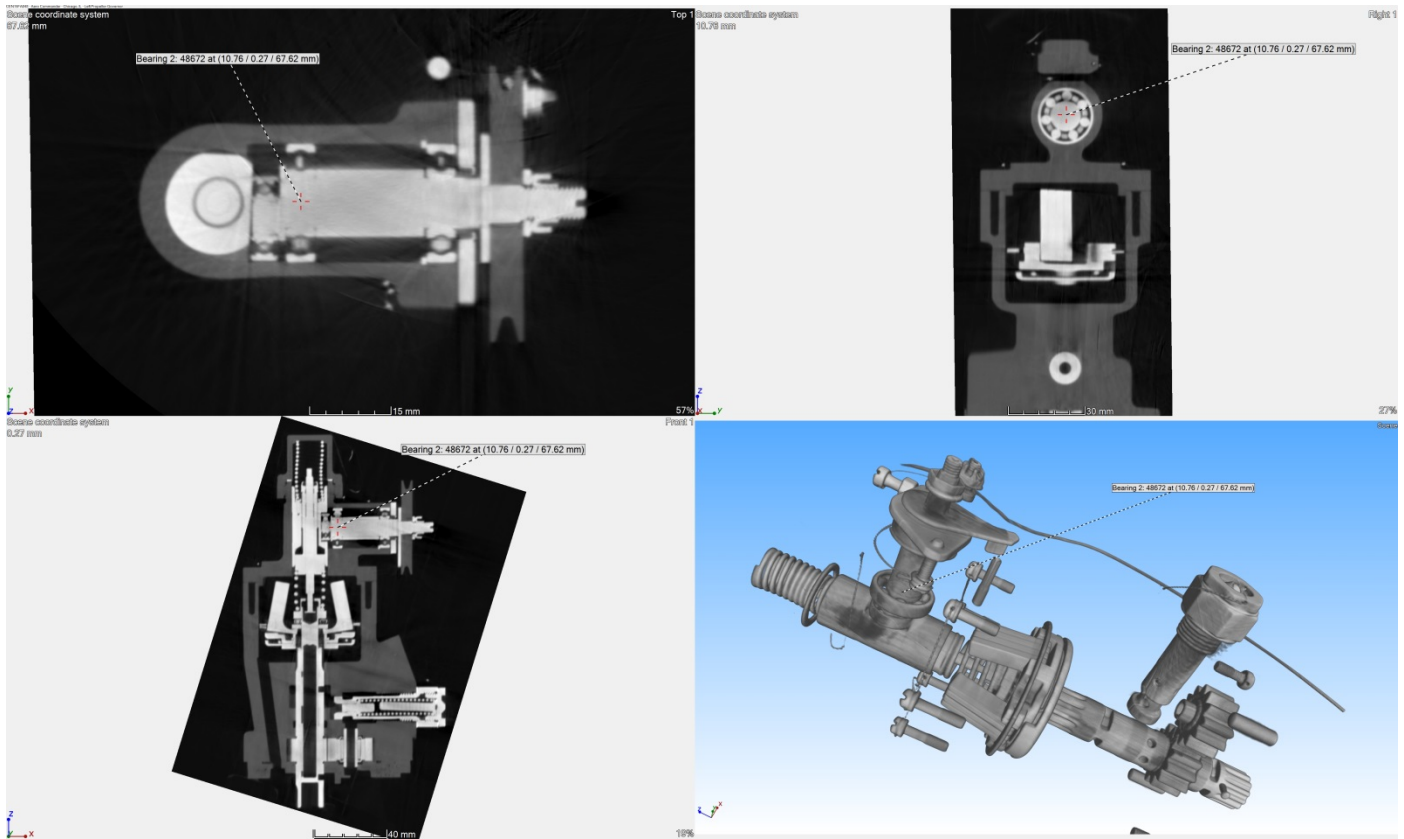 Scene coordinate system
67.62 mm
Top 1
Bearing 2: 48672 at (10.76 / 0.27 / 67.62 mm)
15 mm
57%
Scene coordinate system
10.76 mm
Right 1
Bearing 2: 48672 at (10.76 / 0.27 / 67.62 mm)
30 mm
27%
Scene coordinate system
0.27 mm
Front 1
Bearing 2: 48672 at (10.76 / 0.27 / 67.62 mm)
40 mm
19%
Scene
Bearing 2: 48672 at (10.76 / 0.27 / 67.62 mm)
y
z
x
z
x
y
z
y
x
z
y
x